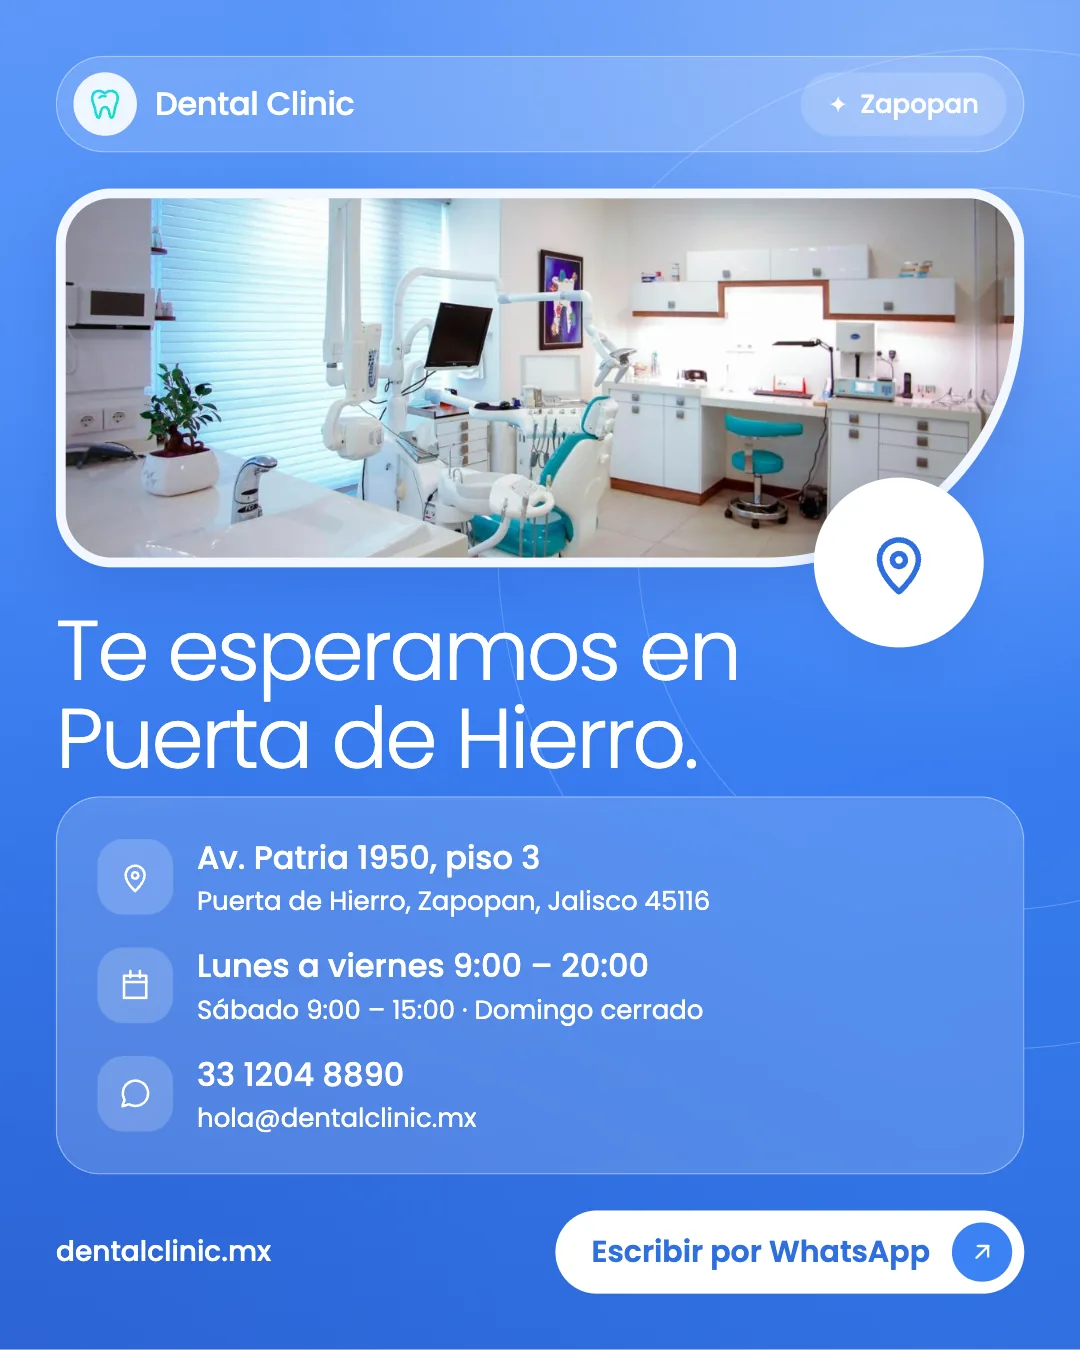 Dental Clinic
Zapopan
Te esperamos en
Puerta de Hierro.
Av. Patria 1950, piso 3
Puerta de Hierro, Zapopan, Jalisco 45116
Lunes a viernes 9:00 – 20:00
Sábado 9:00 – 15:00 · Domingo cerrado
33 1204 8890
hola@dentalclinic.mx
dentalclinic.mx
Escribir por WhatsApp